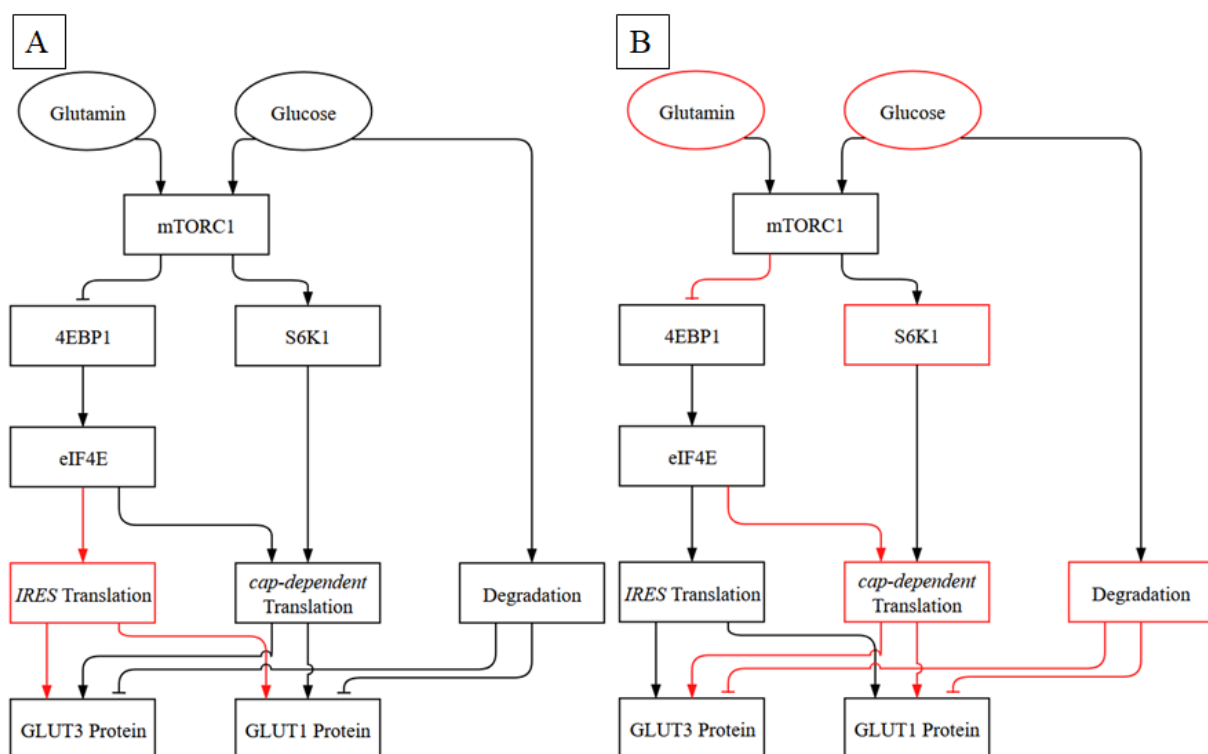 A
Glutamin
Glucose
mTORC1
4EBP1
S6K1
eIF4E
IRES Translation
cap-dependent
Translation
Degradation
GLUT3 Protein
GLUT1 Protein
B
Glutamin
Glucose
mTORC1
4EBP1
S6K1
eIF4E
IRES Translation
cap-dependent
Translation
Degradation
GLUT3 Protein
GLUT1 Protein